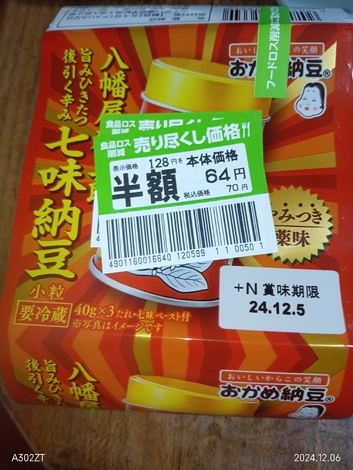 おいしいからこの笑顔
おかめ納豆®
フードロス削減
八幡屋
旨みひきたつ
後引く辛み
七味納豆
小粒
要冷蔵
40g×3 たれ・七味ペースト付
※写真はイメージです
食品ロス
削減
売り尽くし価格
表示価格 128円を 本体価格
半額 64円
税込価格 70円
4901160016640 120599 110050 1
やみつき
薬味
+N 賞味期限
24.12.5
八幡屋
旨みひきたつ
後引く辛み
おいしいからこの笑顔
おかめ納豆®
A302ZT
2024.12.06